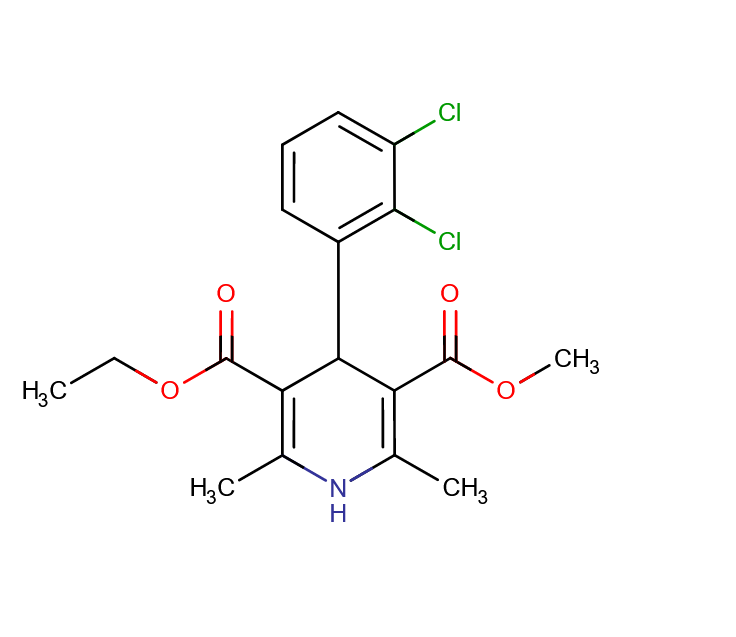 Cl
Cl
O O
H3C O O CH3
H3C N CH3
H